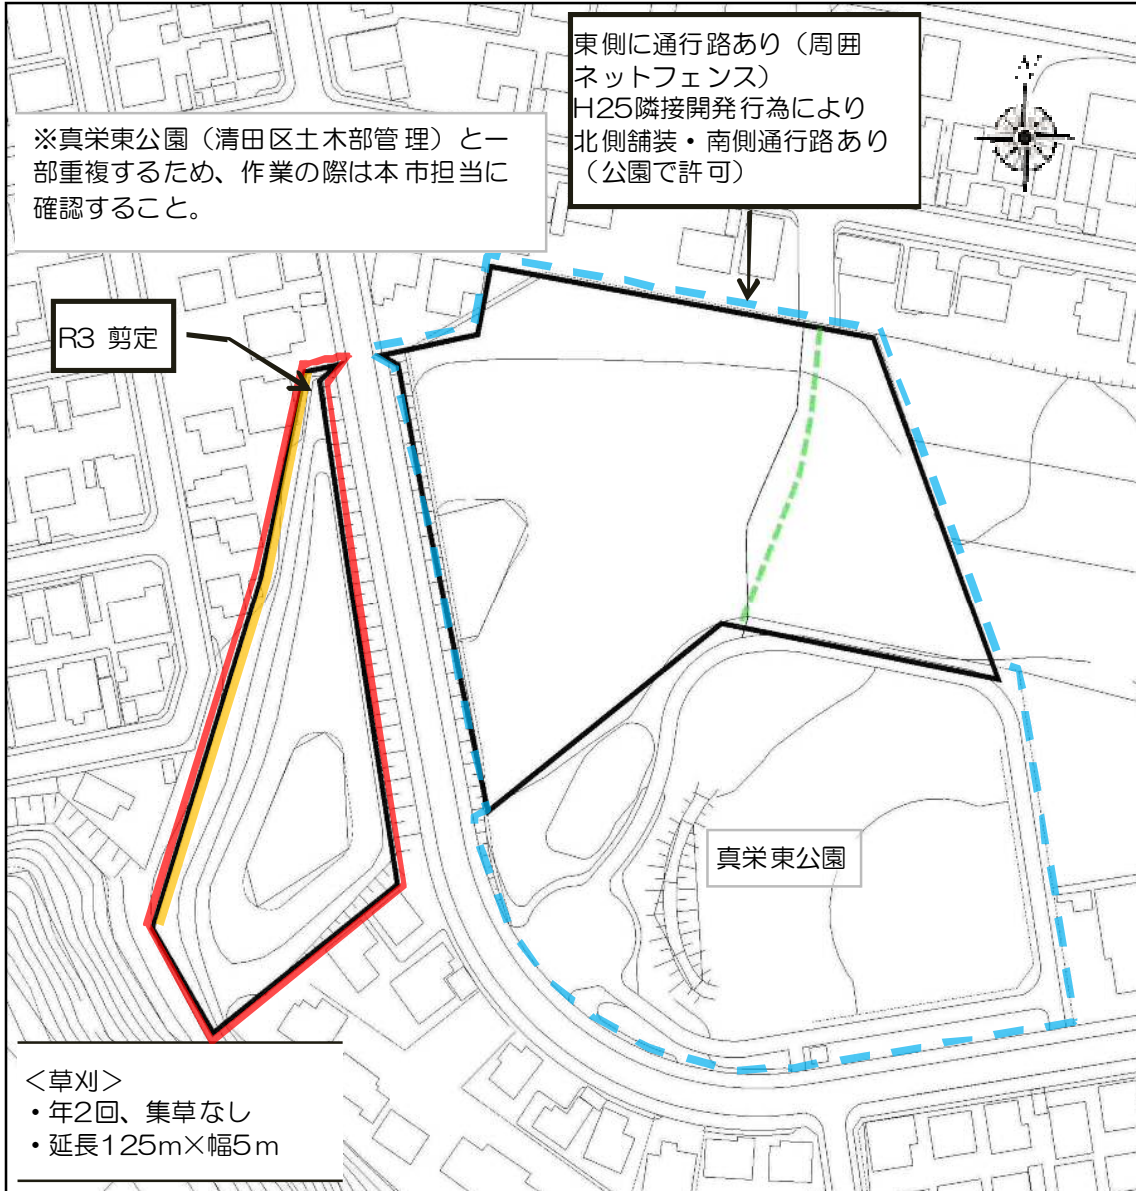 東側に通行路あり（周囲
ネットフェンス）
H25隣接開発行為により
北側舗装・南側通行路あり
（公園で許可）
※真栄東公園（清田区土木部管理）と一
部重複するため、作業の際は本市担当に
確認すること。
R3 剪定
真栄東公園
＜草刈＞
・年2回、集草なし
・延長125m×幅5m